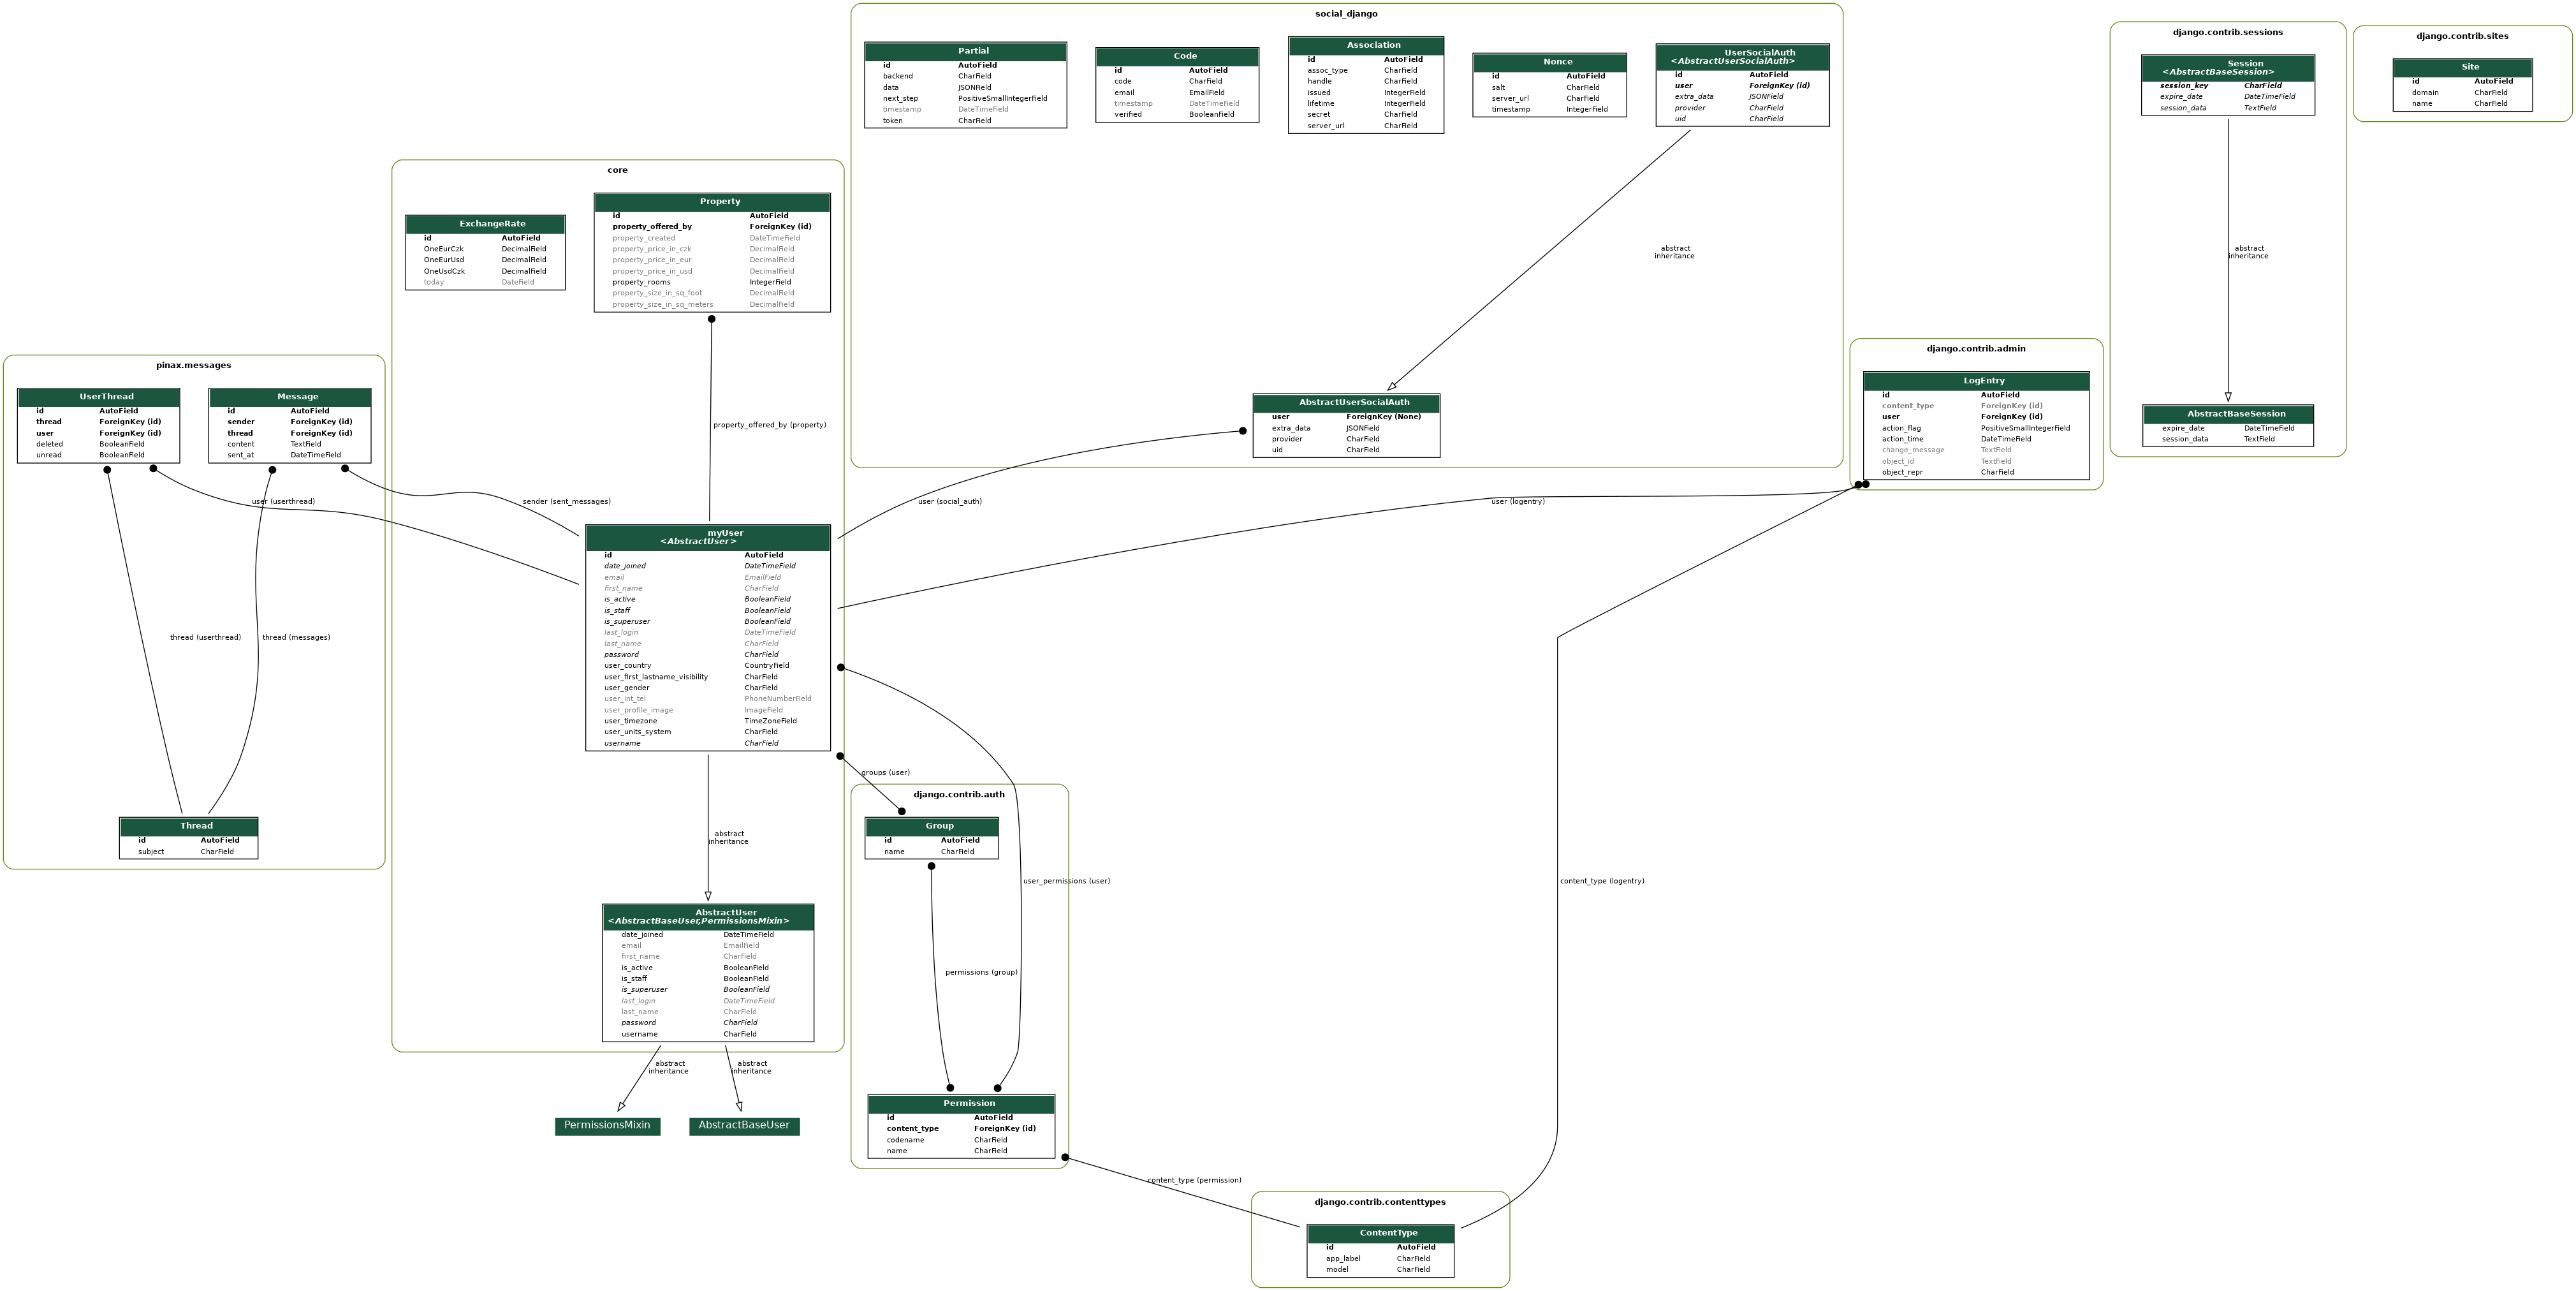 social_django
Partial
id AutoField
backend CharField
data JSONField
next_step PositiveSmallIntegerField
timestamp DateTimeField
token CharField
Code
id AutoField
code CharField
email EmailField
timestamp DateTimeField
verified BooleanField
Association
id AutoField
assoc_type CharField
handle CharField
issued IntegerField
lifetime IntegerField
secret CharField
server_url CharField
Nonce
id AutoField
salt CharField
server_url CharField
timestamp IntegerField
UserSocialAuth
<AbstractUserSocialAuth>
id AutoField
user ForeignKey (id)
extra_data JSONField
provider CharField
uid CharField
abstract
inheritance
AbstractUserSocialAuth
user ForeignKey (None)
extra_data JSONField
provider CharField
uid CharField
django.contrib.sessions
Session
<AbstractBaseSession>
session_key CharField
expire_date DateTimeField
session_data TextField
abstract
inheritance
AbstractBaseSession
expire_date DateTimeField
session_data TextField
django.contrib.sites
Site
id AutoField
domain CharField
name CharField
core
ExchangeRate
id AutoField
OneEurCzk DecimalField
OneEurUsd DecimalField
OneUsdCzk DecimalField
today DateField
Property
id AutoField
property_offered_by ForeignKey (id)
property_created DateTimeField
property_price_in_czk DecimalField
property_price_in_eur DecimalField
property_price_in_usd DecimalField
property_rooms IntegerField
property_size_in_sq_foot DecimalField
property_size_in_sq_meters DecimalField
property_offered_by (property)
django.contrib.admin
LogEntry
id AutoField
content_type ForeignKey (id)
user ForeignKey (id)
action_flag PositiveSmallIntegerField
action_time DateTimeField
change_message TextField
object_id TextField
object_repr CharField
pinax.messages
UserThread
id AutoField
thread ForeignKey (id)
user ForeignKey (id)
deleted BooleanField
unread BooleanField
Message
id AutoField
sender ForeignKey (id)
thread ForeignKey (id)
content TextField
sent_at DateTimeField
user (userthread)
sender (sent_messages)
user (social_auth)
user (logentry)
thread (userthread)
thread (messages)
Thread
id AutoField
subject CharField
myUser
<AbstractUser>
id AutoField
date_joined DateTimeField
email EmailField
first_name CharField
is_active BooleanField
is_staff BooleanField
is_superuser BooleanField
last_login DateTimeField
last_name CharField
password CharField
user_country CountryField
user_first_lastname_visibility CharField
user_gender CharField
user_int_tel PhoneNumberField
user_profile_image ImageField
user_timezone TimeZoneField
user_units_system CharField
username CharField
groups (user)
abstract
inheritance
django.contrib.auth
Group
id AutoField
name CharField
user_permissions (user)
content_type (logentry)
permissions (group)
AbstractUser
<AbstractBaseUser,PermissionsMixin>
date_joined DateTimeField
email EmailField
first_name CharField
is_active BooleanField
is_staff BooleanField
is_superuser BooleanField
last_login DateTimeField
last_name CharField
password CharField
username CharField
abstract
inheritance
abstract
inheritance
PermissionsMixin
AbstractBaseUser
Permission
id AutoField
content_type ForeignKey (id)
codename CharField
name CharField
content_type (permission)
django.contrib.contenttypes
ContentType
id AutoField
app_label CharField
model CharField